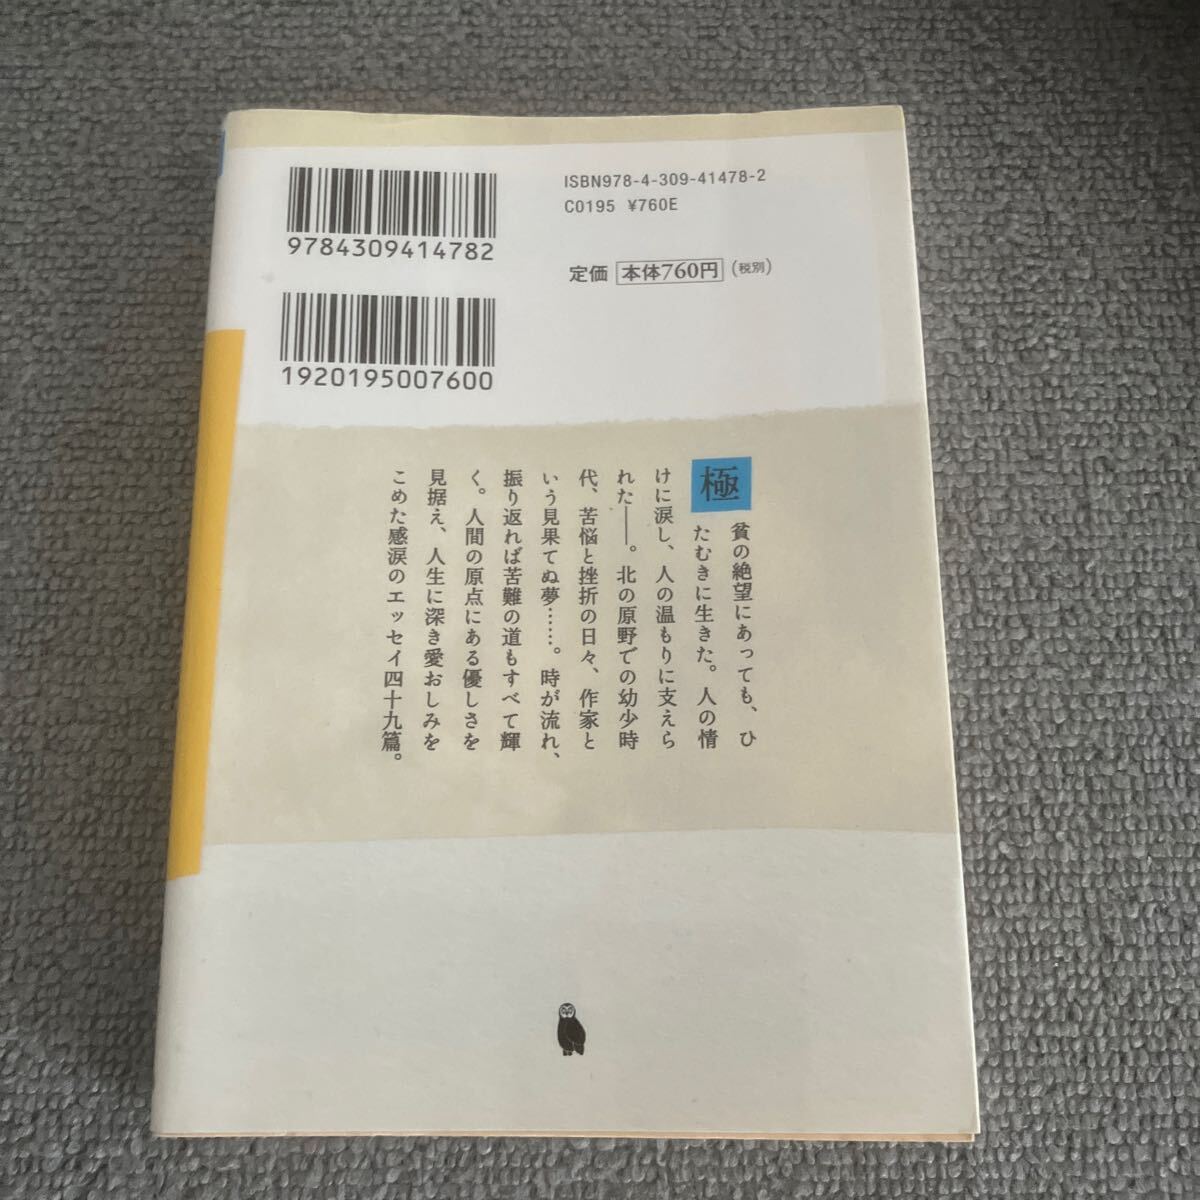 9784309414782
ISBN978-4-309-41478-2
C0195 ¥760E
定価 本体760円(税別)
1920195007600
極貧の絶望にあっても、ひ
たむきに生きた。人の情
けに涙し、人の温もりに支えら
れた──。北の原野での幼少時
代、苦悩と挫折の日々、作家と
いう見果てぬ夢……。時が流れ、
振り返れば苦難の道もすべて輝
く。人間の原点にある優しさを
見据え、人生に深き愛おしみを
こめた感涙のエッセイ四十九篇。